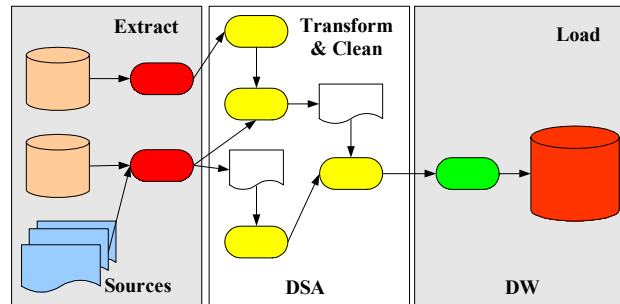 Extract
Transform
& Clean
Load
Sources
DSA
DW